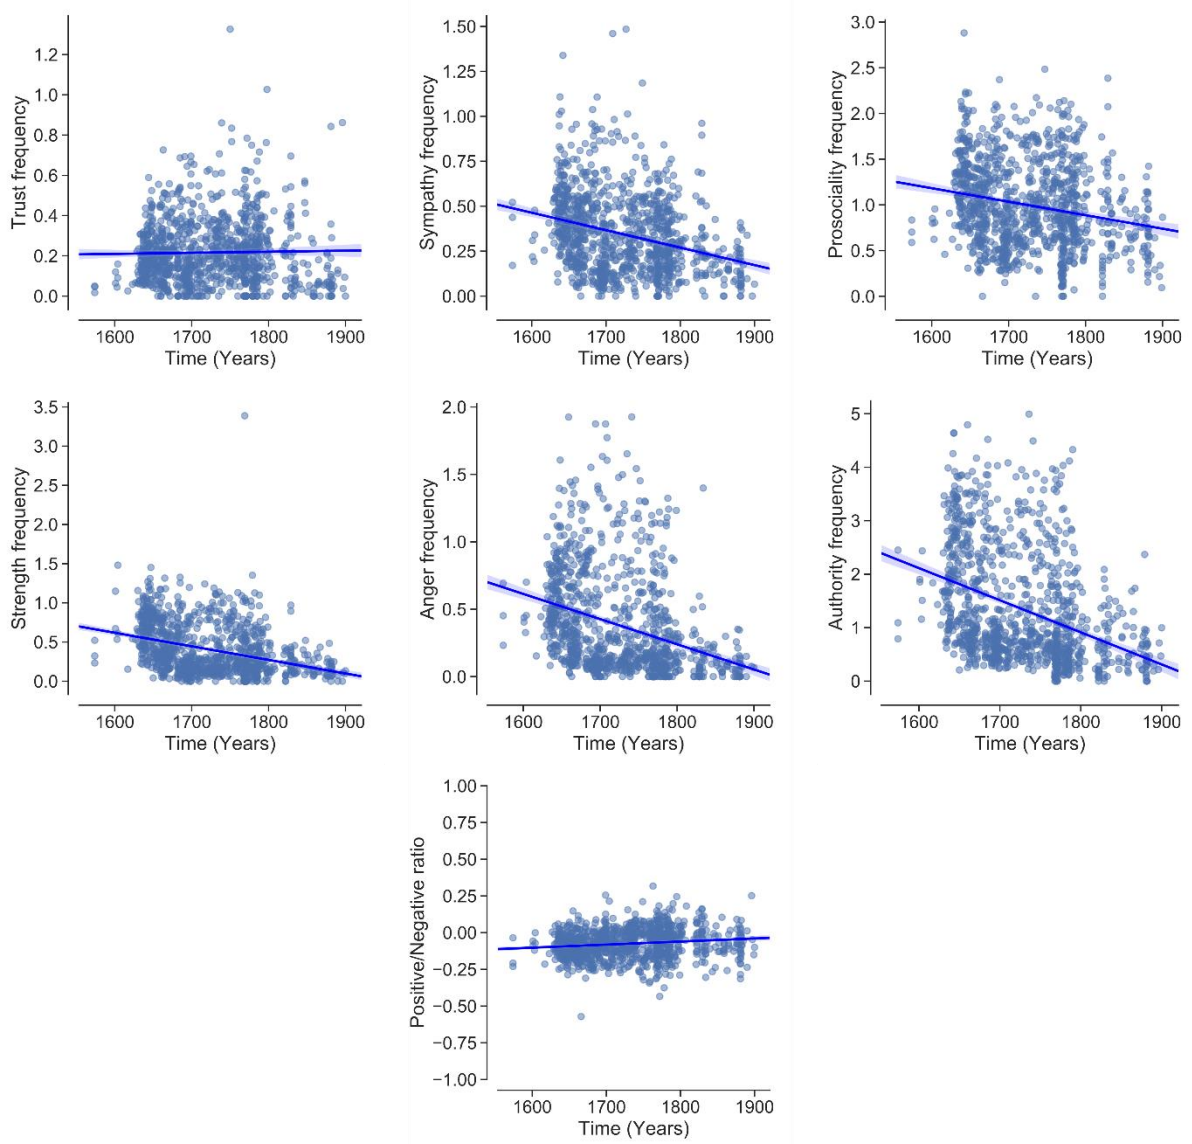 Trust frequency
1.2
1.0
0.8
0.6
0.4
0.2
0.0
1600 1700 1800 1900
Time (Years)
Sympathy frequency
1.50
1.25
1.00
0.75
0.50
0.25
0.00
1600 1700 1800 1900
Time (Years)
Prosociality frequency
3.0
2.5
2.0
1.5
1.0
0.5
0.0
1600 1700 1800 1900
Time (Years)
Strength frequency
3.5
3.0
2.5
2.0
1.5
1.0
0.5
0.0
1600 1700 1800 1900
Time (Years)
Anger frequency
2.0
1.5
1.0
0.5
0.0
1600 1700 1800 1900
Time (Years)
Authority frequency
5
4
3
2
1
0
1600 1700 1800 1900
Time (Years)
Positive/Negative ratio
1.00
0.75
0.50
0.25
0.00
−0.25
−0.50
−0.75
−1.00
1600 1700 1800 1900
Time (Years)